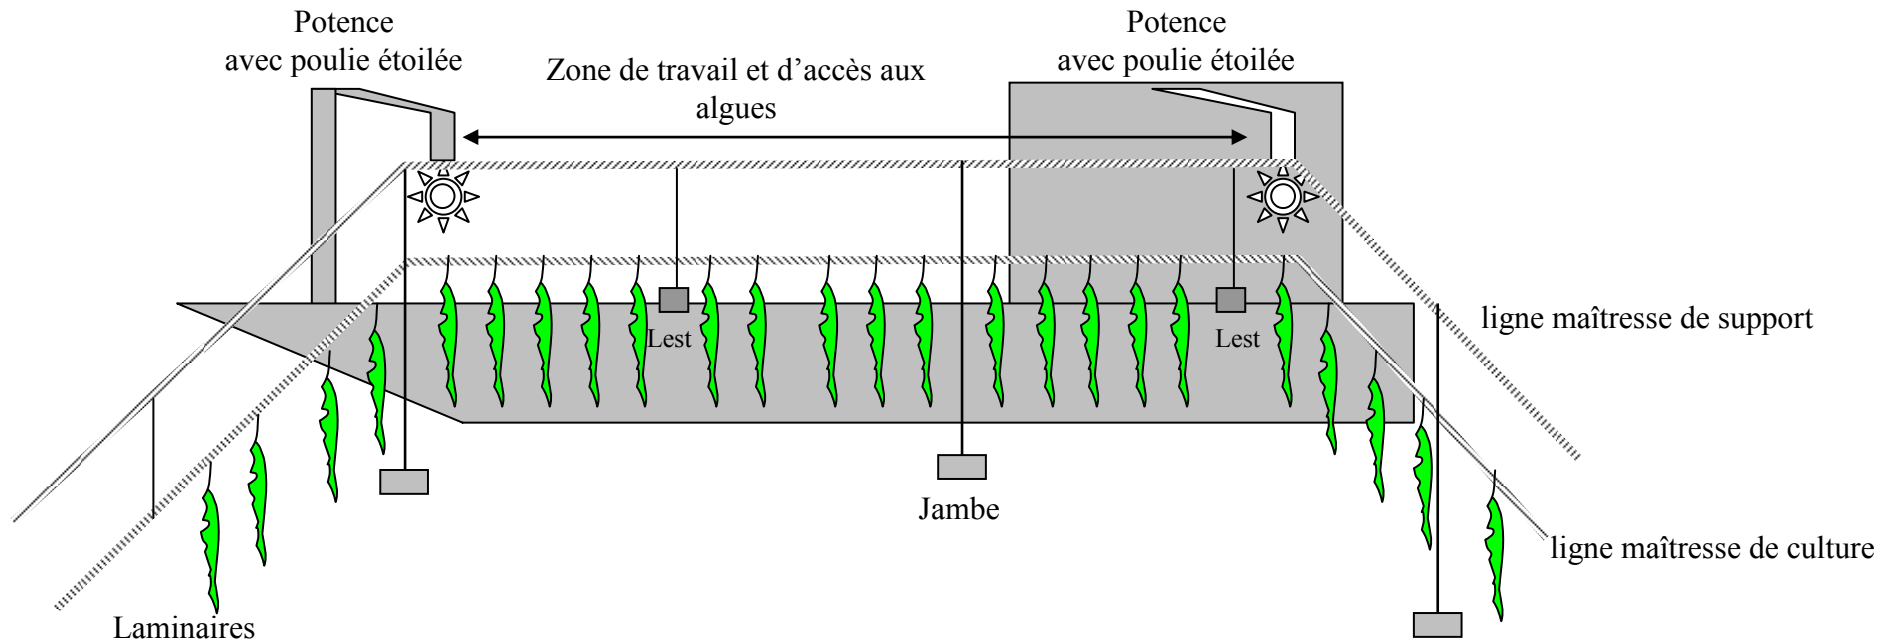 Potence
avec poulie étoilée
Zone de travail et d'accès aux
algues
Potence
avec poulie étoilée
Lest
Lest
ligne maîtresse de support
Jambe
ligne maîtresse de culture
Laminaires